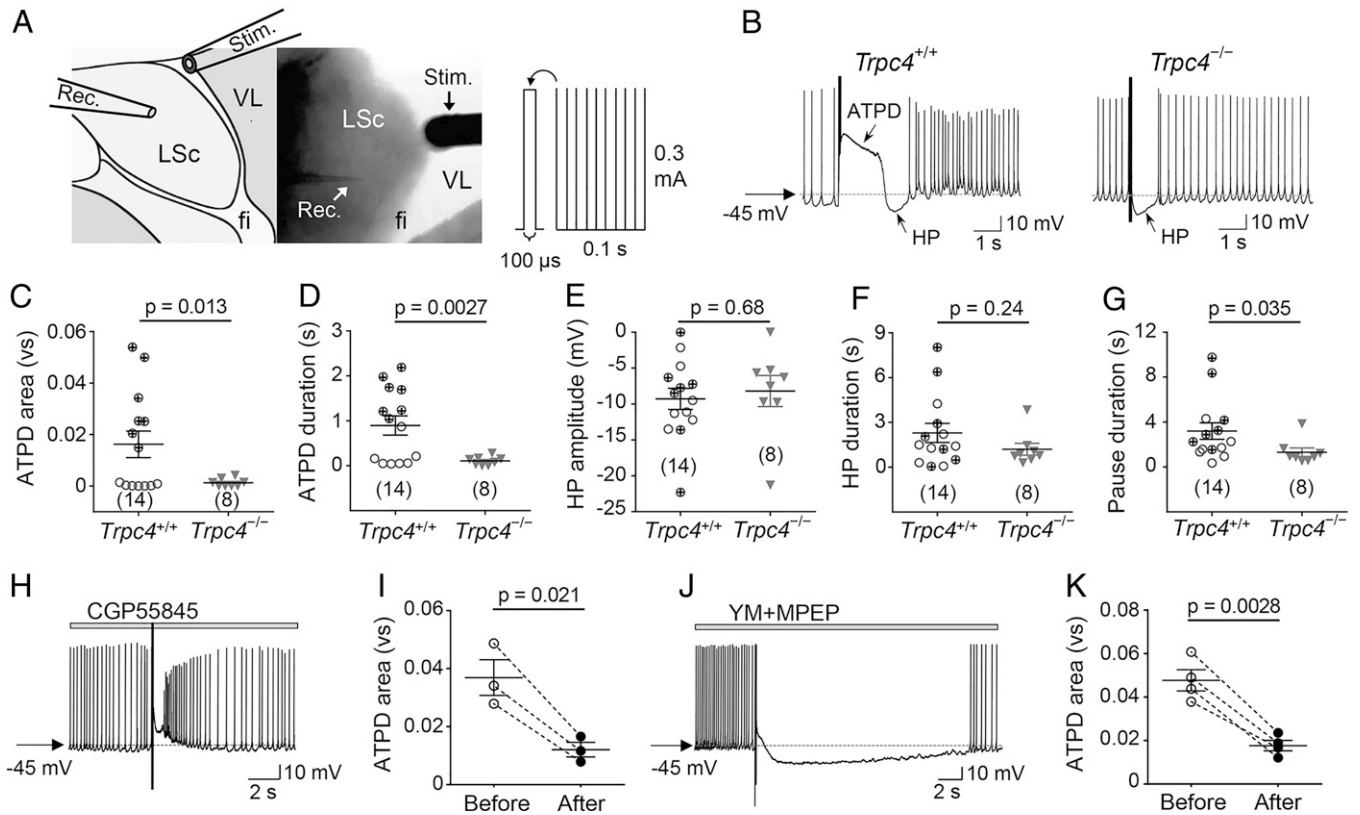 A
Stim.
Rec.
VL
LSc
fi
LSc
Stim.
VL
Rec.
fi
0.3
mA
100 µs
0.1 s
B
Trpc4+/+
ATPD
HP
-45 mV
10 mV
1 s
Trpc4−/−
HP
10 mV
1 s
C
p = 0.013
ATPD area (vs)
0.06
0.04
0.02
0
(14)
(8)
Trpc4+/+
Trpc4−/−
D
p = 0.0027
ATPD duration (s)
3
2
1
0
(14)
(8)
Trpc4+/+
Trpc4−/−
E
p = 0.68
HP amplitude (mV)
0
-5
-10
-15
-20
-25
(14)
(8)
Trpc4+/+
Trpc4−/−
F
p = 0.24
HP duration (s)
9
6
3
0
(14)
(8)
Trpc4+/+
Trpc4−/−
G
p = 0.035
Pause duration (s)
12
8
4
0
(14)
(8)
Trpc4+/+
Trpc4−/−
H
CGP55845
-45 mV
10 mV
2 s
I
p = 0.021
ATPD area (vs)
0.06
0.04
0.02
0
Before
After
J
YM+MPEP
-45 mV
10 mV
2 s
K
p = 0.0028
ATPD area (vs)
0.08
0.06
0.04
0.02
0
Before
After